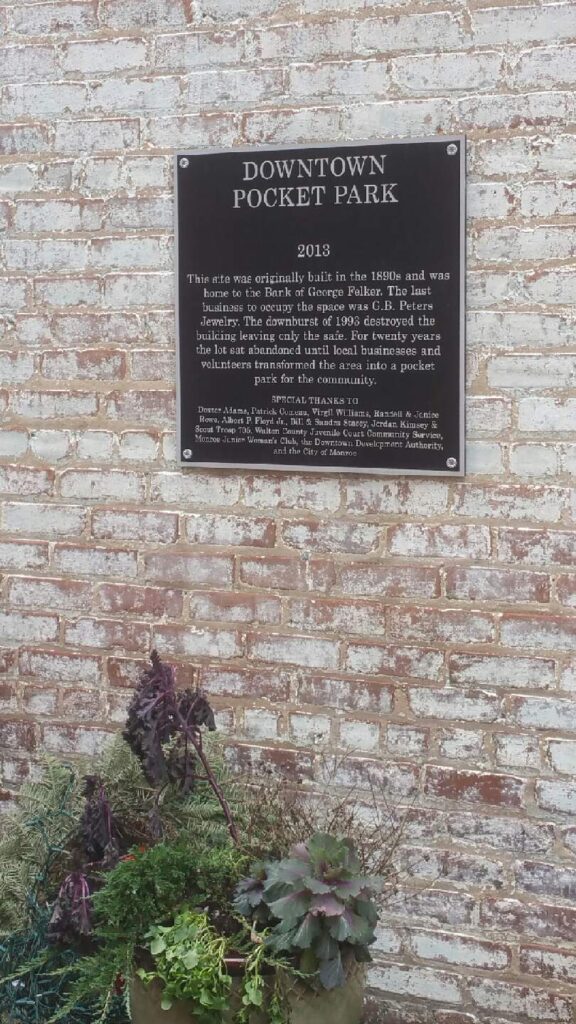 DOWNTOWN
POCKET PARK
2013
This site was originally built in the 1890s and was
home to the Bank of George Felker. The last
business to occupy the space was G.B. Peters
Jewelry. The downburst of 1993 destroyed the
building leaving only the safe. For twenty years
the lot sat abandoned until local businesses and
volunteers transformed the area into a pocket
park for the community.
SPECIAL THANKS TO
Adams, Patrick Virgil Williams, Randall & Janice
Rowe, Albert P. Floyd Jr., Bill & Sandra Stacey, Jordan Kimsey &
Scout Troop 705, Walton County Juvenile Court Community Service,
Monroe Junior Woman's Club, the Downtown Development Authority,
and the City of Monroe